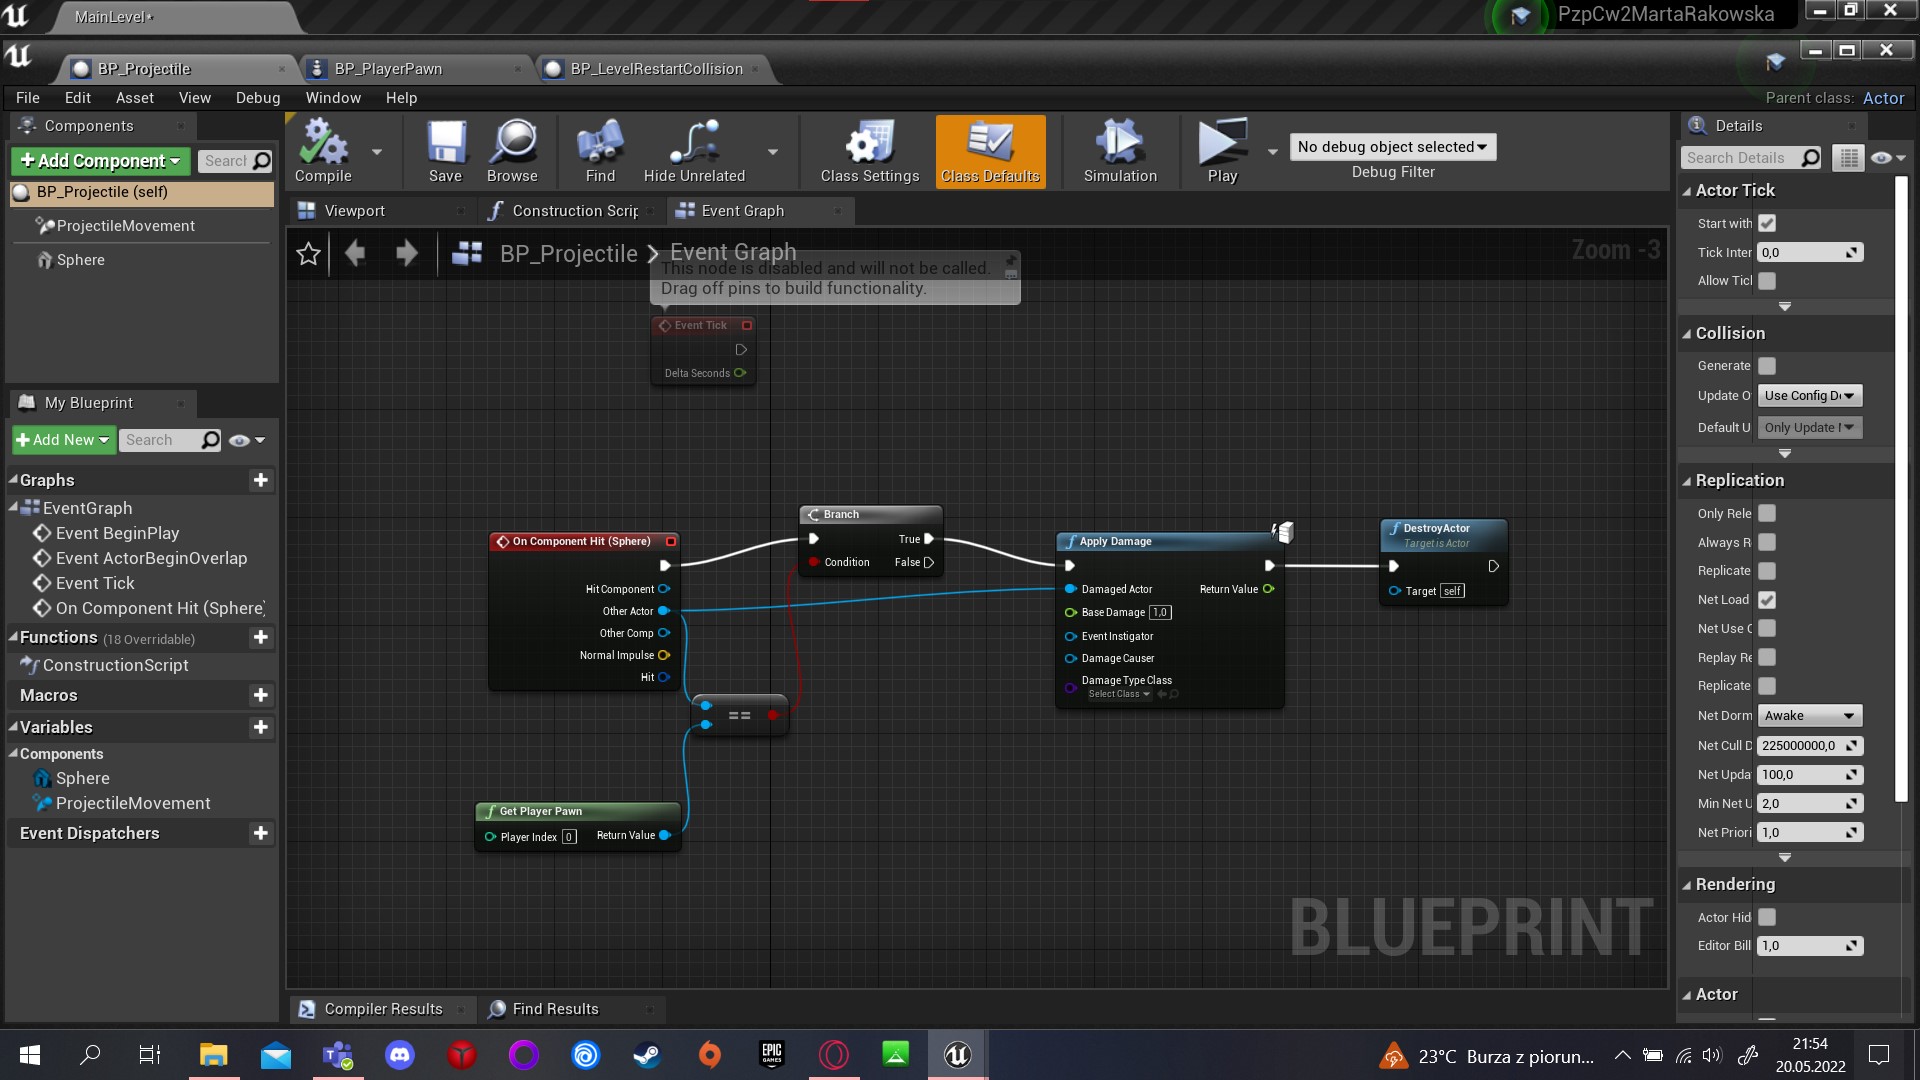 MainLevel*
PzpCw2MartaRakowska
BP_Projectile
BP_PlayerPawn
BP_LevelRestartCollision
File Edit Asset View Debug Window Help
Parent class: Actor
Components
+Add Component
Search
BP_Projectile (self)
ProjectileMovement
Sphere
Compile
Save
Browse
Find
Hide Unrelated
Class Settings
Class Defaults
Simulation
Play
No debug object selected
Debug Filter
Viewport
Construction Scrip
Event Graph
BP_Projectile > Event Graph
Zoom -3
This node is disabled and will not be called.
Drag off pins to build functionality.
Event Tick
Delta Seconds
My Blueprint
+Add New
Search
Graphs
EventGraph
Event BeginPlay
Event ActorBeginOverlap
Event Tick
On Component Hit (Sphere)
Functions (18 Overridable)
ConstructionScript
Macros
Variables
Components
Sphere
ProjectileMovement
Event Dispatchers
On Component Hit (Sphere)
Hit Component
Other Actor
Other Comp
Normal Impulse
Hit
Branch
True
Condition
False
==
Get Player Pawn
Player Index 0
Return Value
Apply Damage
Damaged Actor
Return Value
Base Damage 1,0
Event Instigator
Damage Causer
Damage Type Class
Select Class
DestroyActor
Target is Actor
Target self
BLUEPRINT
Compiler Results
Find Results
Details
Search Details
Actor Tick
Start with
Tick Inter 0,0
Allow Tic
Collision
Generate
Update O Use Config D
Default U Only Update
Replication
Only Rele
Always R
Replicate
Net Load
Net Use C
Replay Re
Replicate
Net Dorm Awake
Net Cull D 225000000,0
Net Upda 100,0
Min Net U 2,0
Net Priori 1,0
Rendering
Actor Hid
Editor Bill 1,0
Actor
EPIC
GAMES
23°C Burza z piorun...
21:54
20.05.2022